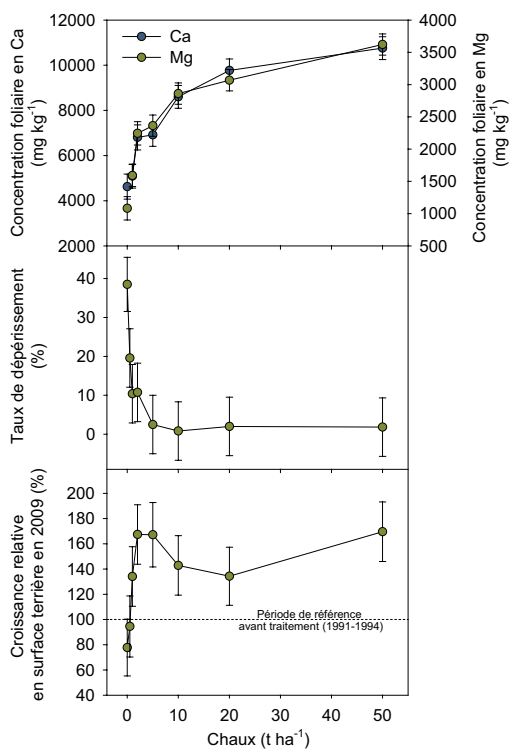 12000
10000
8000
6000
4000
2000
Concentration foliaire en Ca
(mg kg-1)
Ca
Mg
4000
3500
3000
2500
2000
1500
1000
500
Concentration foliaire en Mg
(mg kg-1)
40
30
20
10
0
Taux de dépérissement
(%)
200
180
160
140
120
100
80
60
40
Croissance relative
en surface terrière en 2009 (%)
Période de référence
avant traitement (1991-1994)
0 10 20 30 40 50
Chaux (t ha-1)